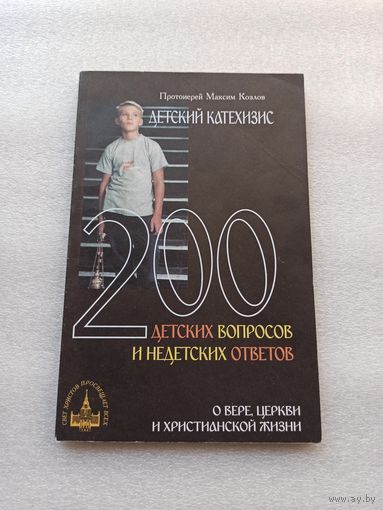 Протоиерей Максим Козлов
ДЕТСКИЙ КАТЕХИЗИС
200
ДЕТСКИХ ВОПРОСОВ
И НЕДЕТСКИХ ОТВЕТОВ
СВЕТ ХРИСТОВ ПРОСВЕЩАЕТ ВСЕХ
О ВЕРЕ, ЦЕРКВИ
И ХРИСТИАНСКОЙ ЖИЗНИ
www.ay.by